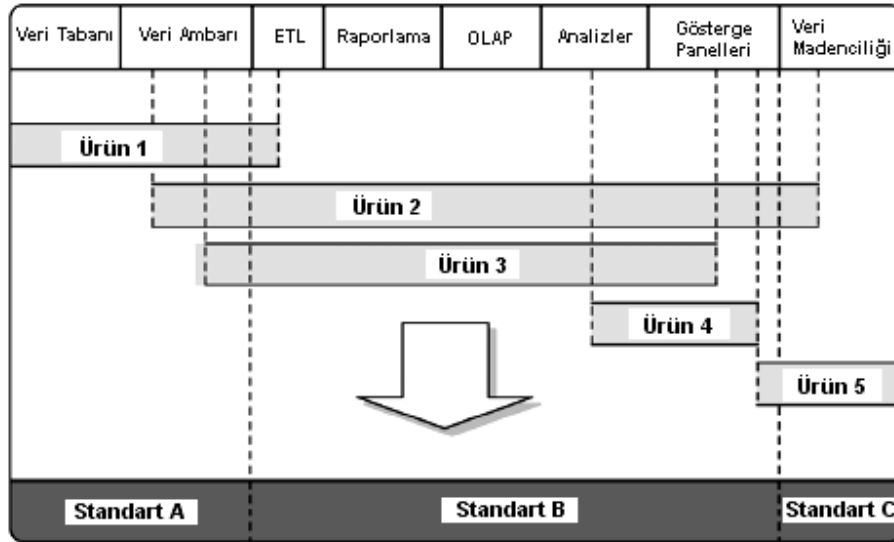 Veri Tabanı
Veri Ambarı
ETL
Raporlama
OLAP
Analizler
Gösterge
Panelleri
Veri
Madenciliği
Ürün 1
Ürün 2
Ürün 3
Ürün 4
Ürün 5
Standart A
Standart B
Standart C